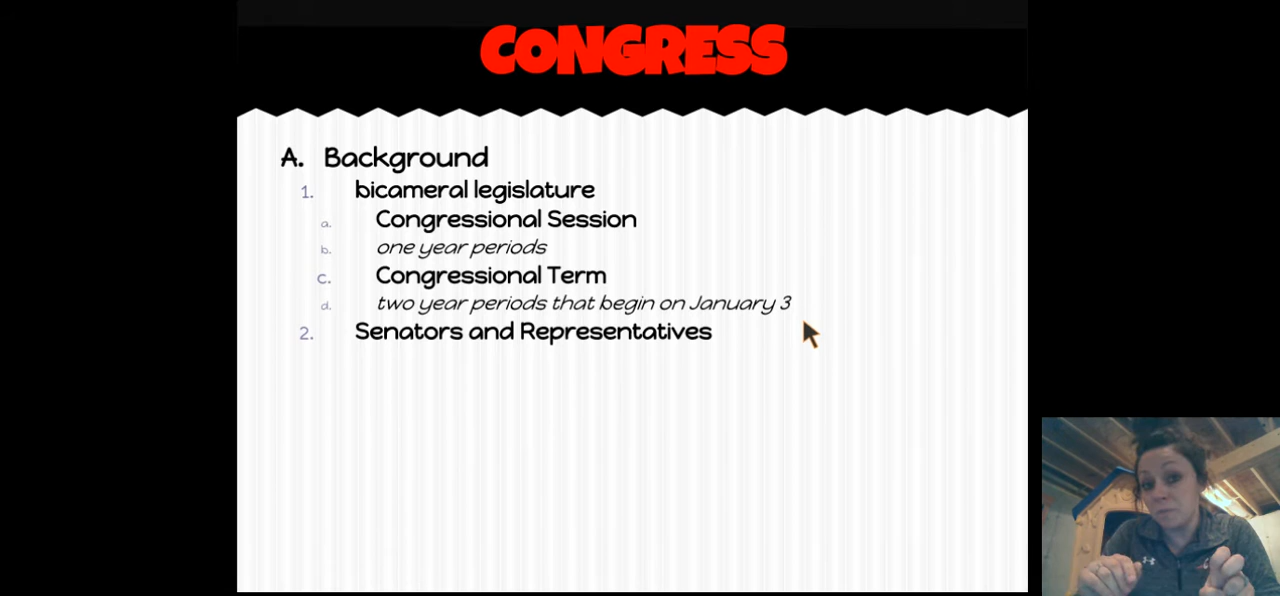 CONGRESS
A. Background
1. bicameral legislature
a. Congressional Session
b. one year periods
c. Congressional Term
d. two year periods that begin on January 3
2. Senators and Representatives